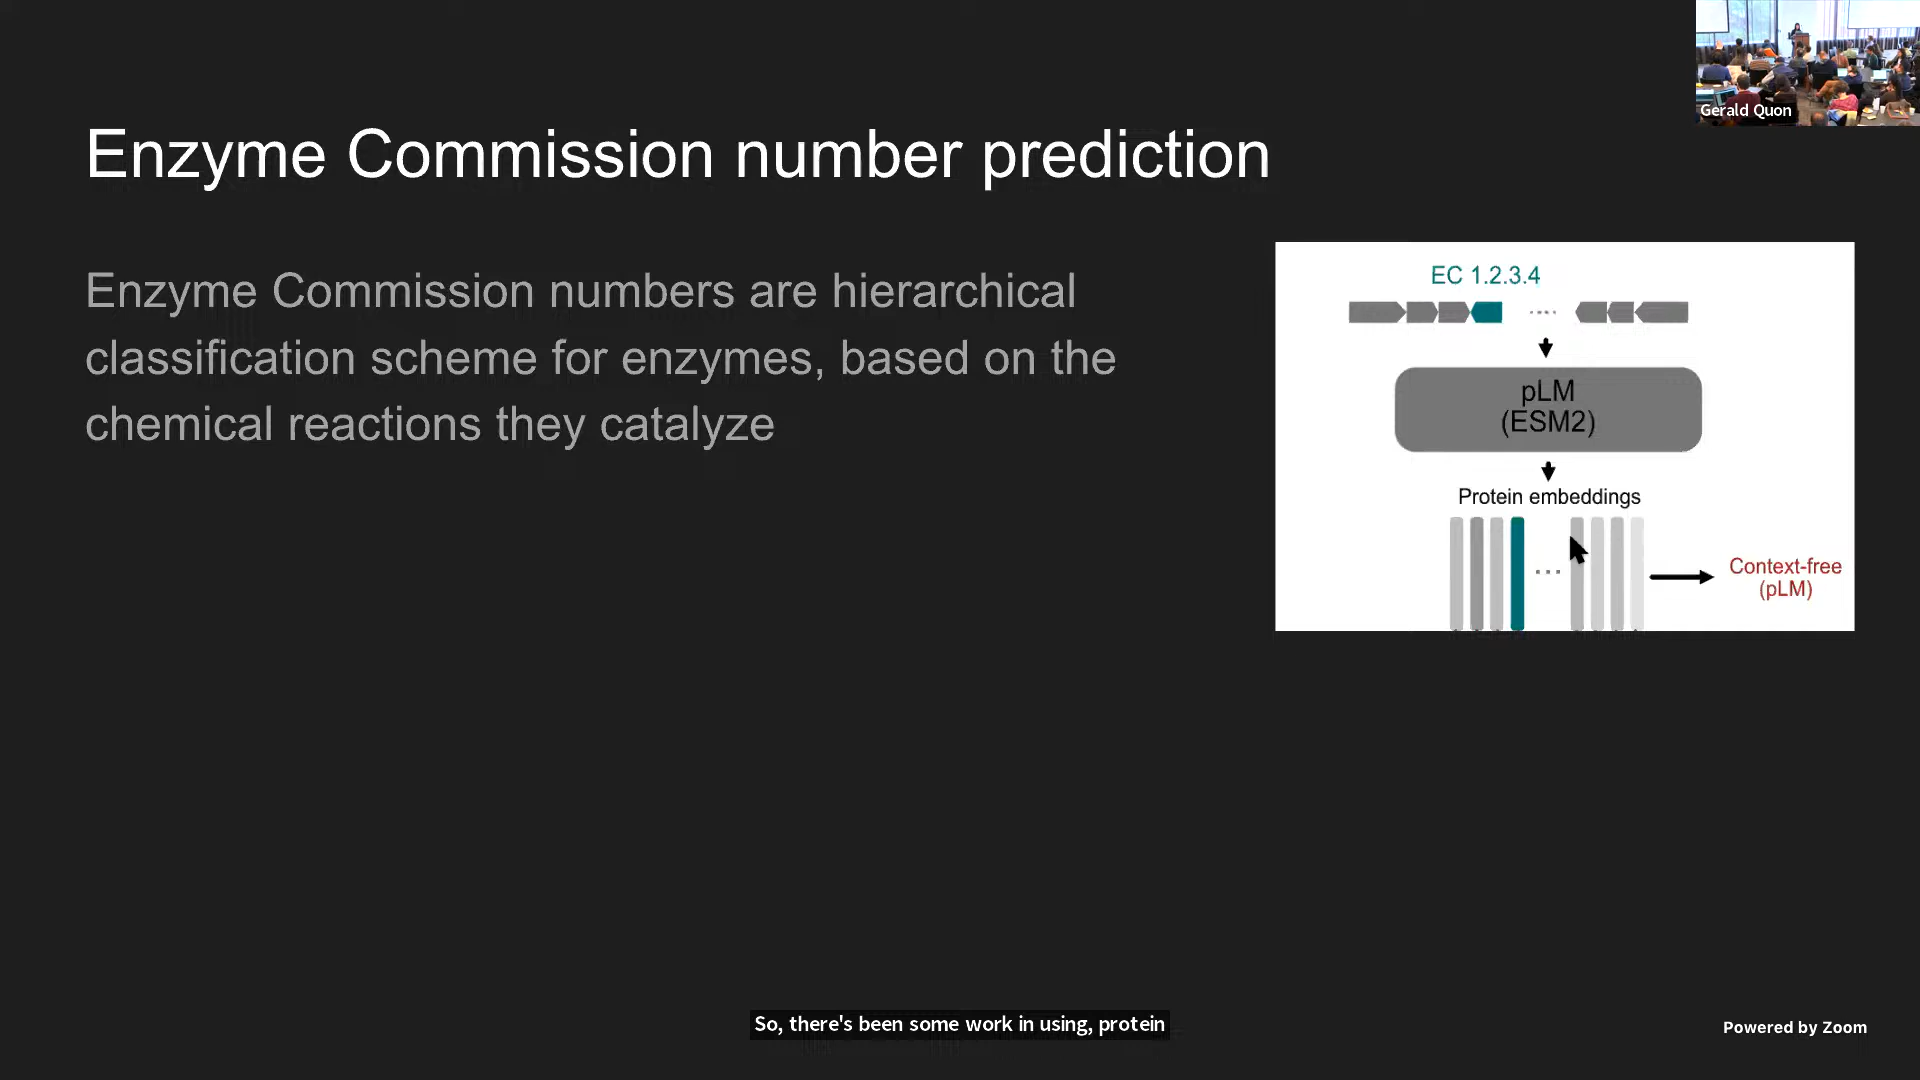 Gerald Quon
Enzyme Commission number prediction
Enzyme Commission numbers are hierarchical
classification scheme for enzymes, based on the
chemical reactions they catalyze
EC 1.2.3.4
pLM
(ESM2)
Protein embeddings
Context-free
(pLM)
So, there's been some work in using, protein
Powered by Zoom